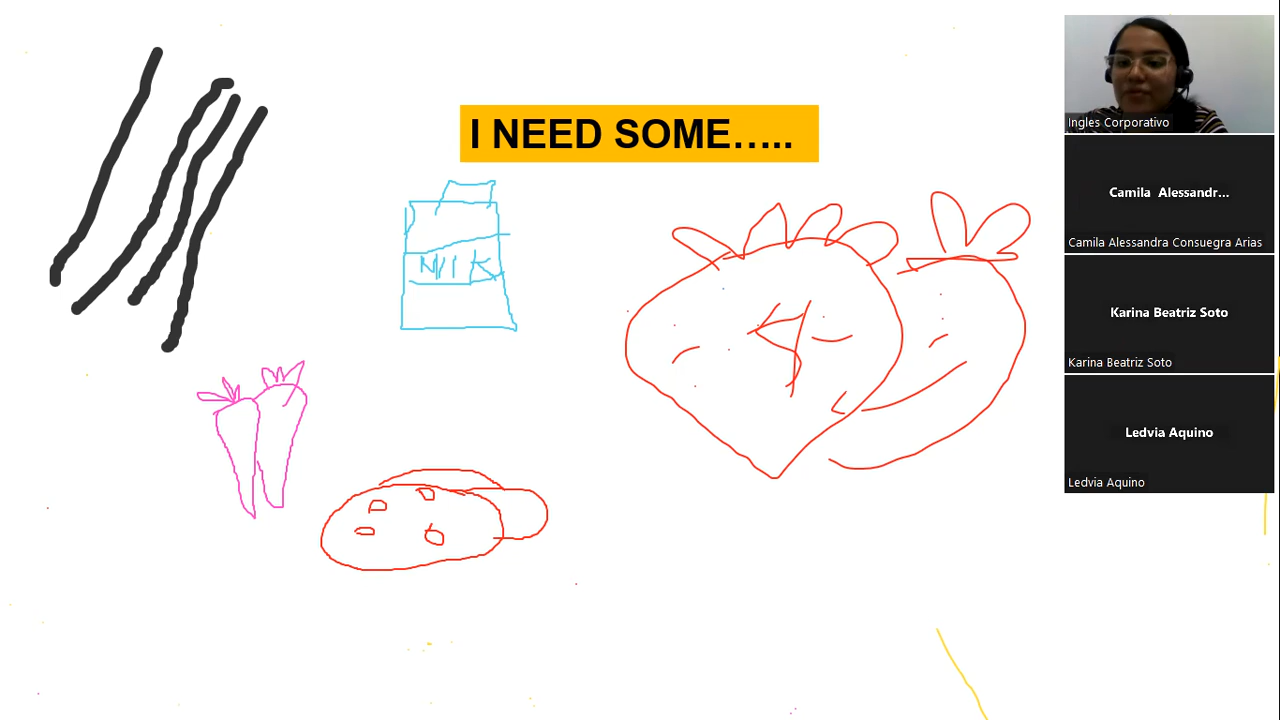 I NEED SOME…..
MILK
Ingles Corporativo
Camila Alessandr...
Camila Alessandra Consuegra Arias
Karina Beatriz Soto
Karina Beatriz Soto
Ledvia Aquino
Ledvia Aquino